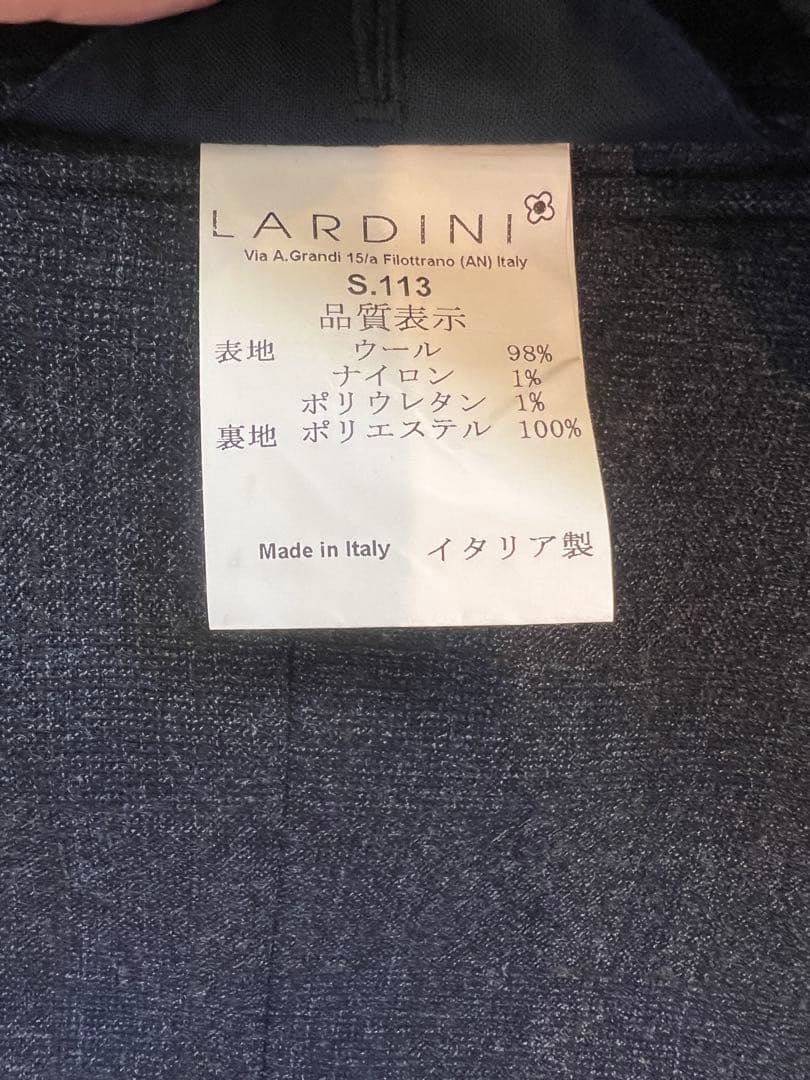 LARDINI
Via A.Grandi 15/a Filottrano (AN) Italy
S.113
品質表示
表地 ウール 98%
ナイロン 1%
ポリウレタン 1%
裏地 ポリエステル 100%
Made in Italy イタリア製